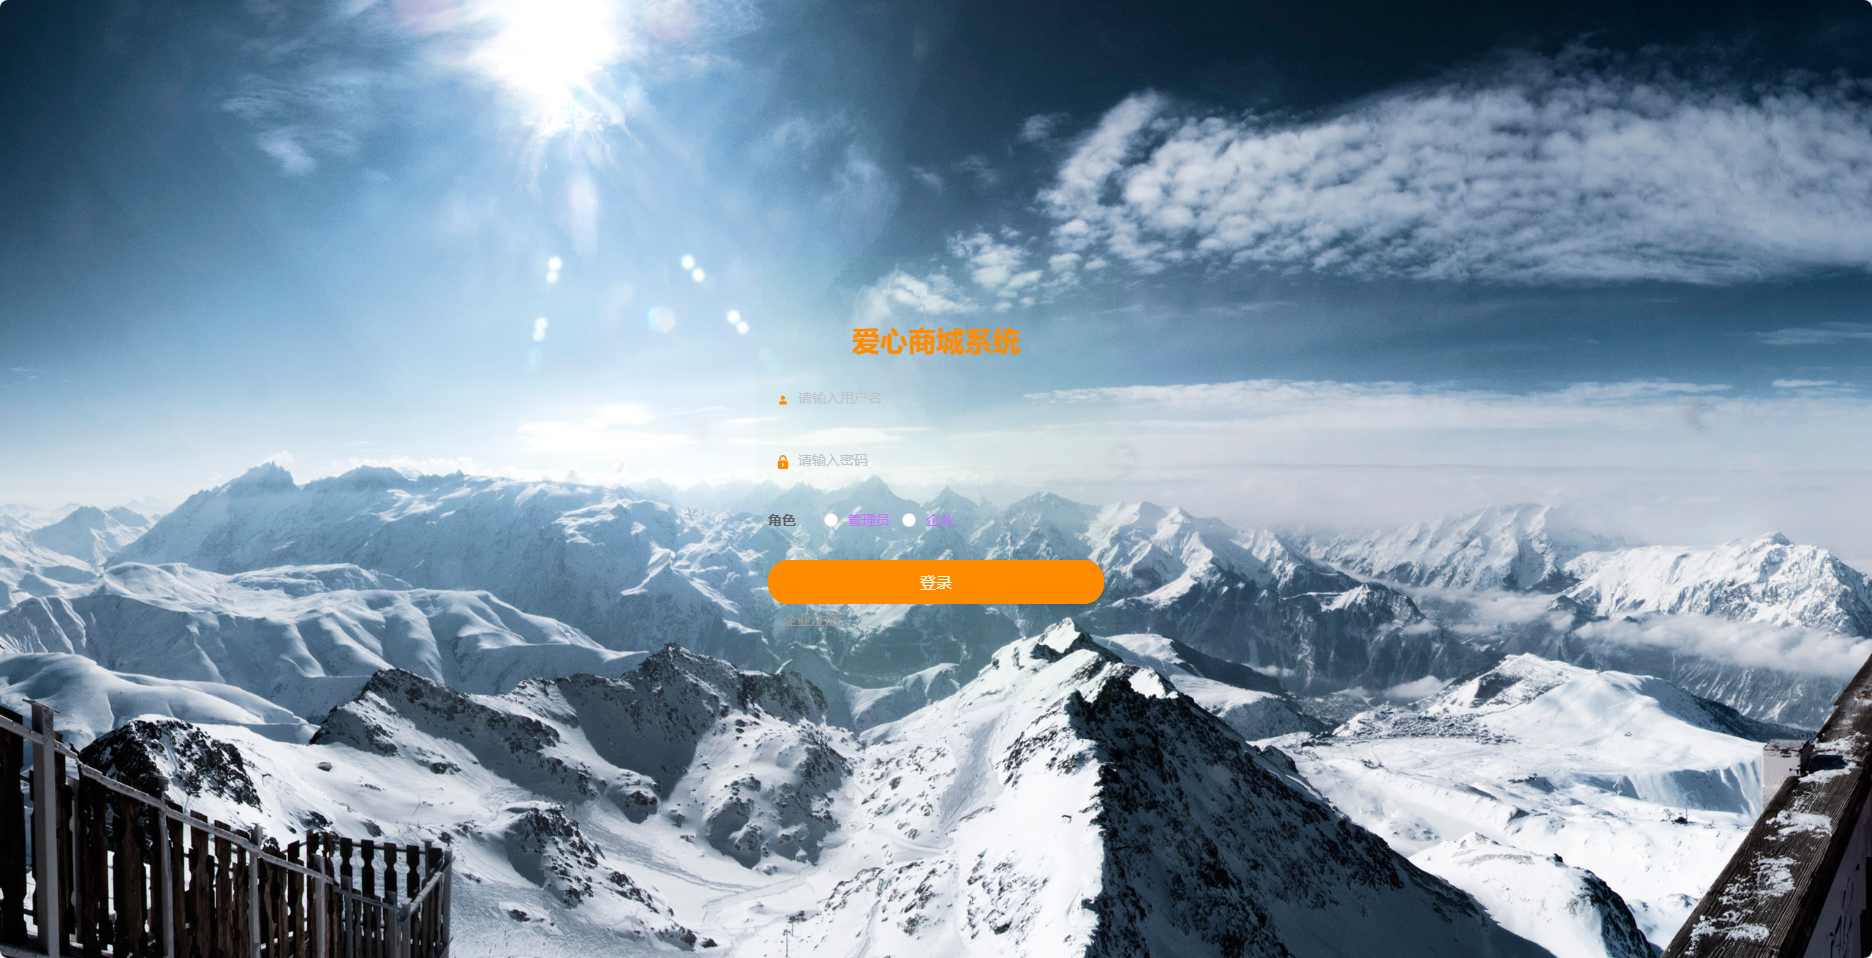 爱心商城系统
请输入用户名
请输入密码
角色 管理员 企业
登录
企业注册